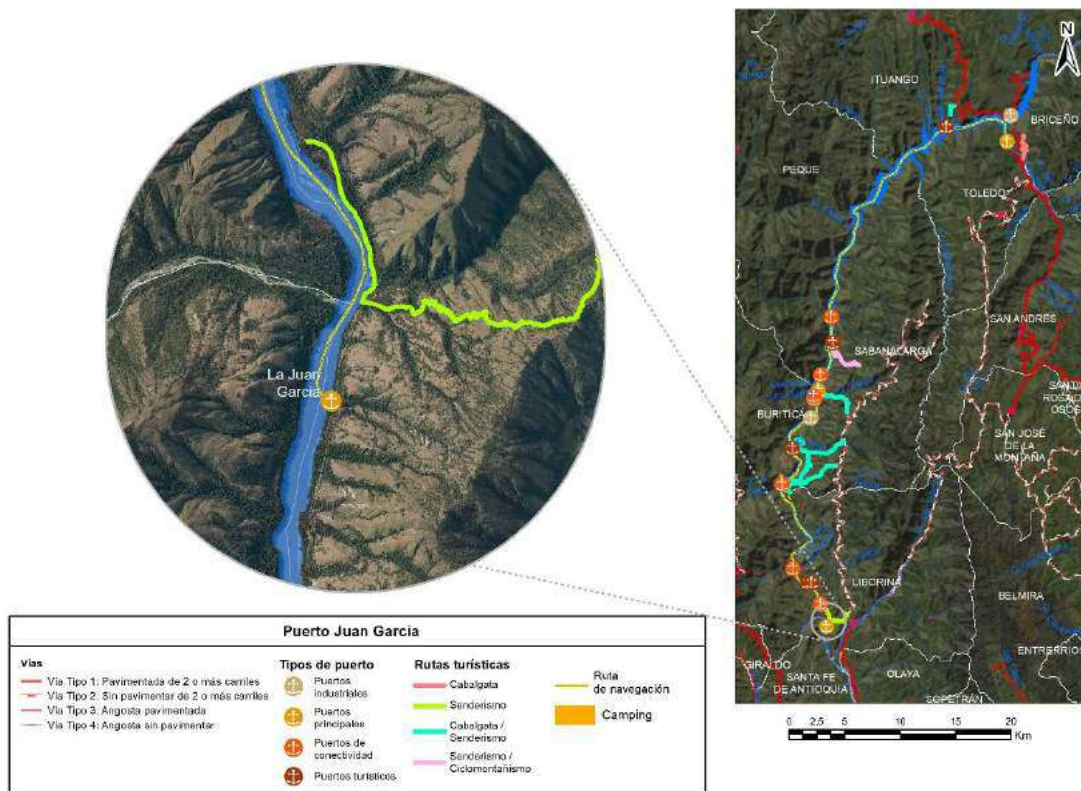 La Juan
García
N
ITUANGO
BRICEÑO
PEQUE
TOLEDO
SAN ANDRES
SABANALARGA
BURITICÁ
SAN JOSÉ
DE LA
MONTAÑA
LIBORINA
BELMIRA
ENTRERRIOS
GIRALDO
SANTA FE
DE ANTIOQUIA
OLAYA
SOPETRÁN
0 2,5 5 10 15 20
Km
Puerto Juan García
Vías
Vía Tipo 1: Pavimentada de 2 o más carriles
Vía Tipo 2: Sin pavimentar de 2 o más carriles
Vía Tipo 3: Angosta pavimentada
Vía Tipo 4: Angosta sin pavimentar
Tipos de puerto
Puertos
industriales
Puertos
principales
Puertos de
conectividad
Puertos turísticos
Rutas turísticas
Cabalgata
Senderismo
Cabalgata /
Senderismo
Senderismo /
Ciclomontañismo
Ruta
de navegación
Camping